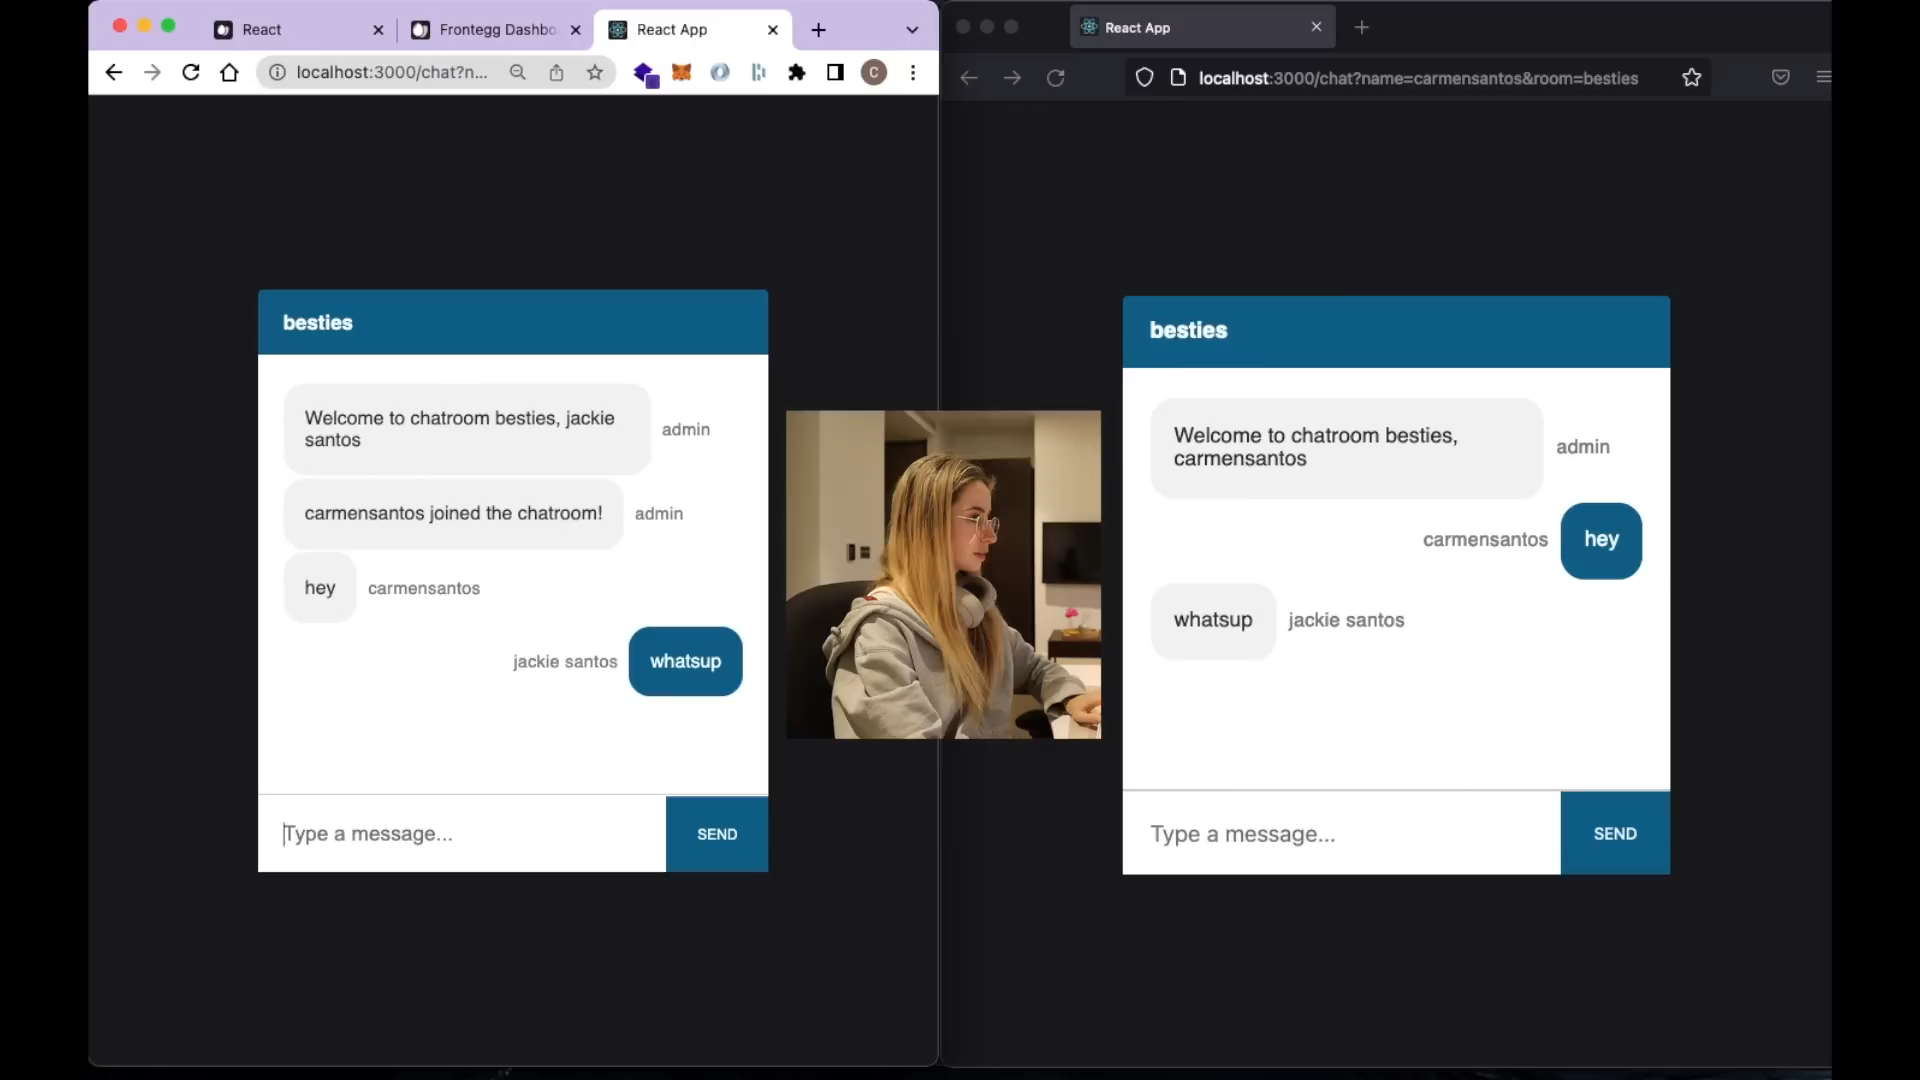 React
Frontegg Dashbo
React App
localhost:3000/chat?n...
C
besties
Welcome to chatroom besties, jackie
santos
admin
carmensantos joined the chatroom!
admin
hey
carmensantos
jackie santos
whatsup
Type a message...
SEND
React App
localhost:3000/chat?name=carmensantos&room=besties
besties
Welcome to chatroom besties,
carmensantos
admin
carmensantos
hey
whatsup
jackie santos
Type a message...
SEND